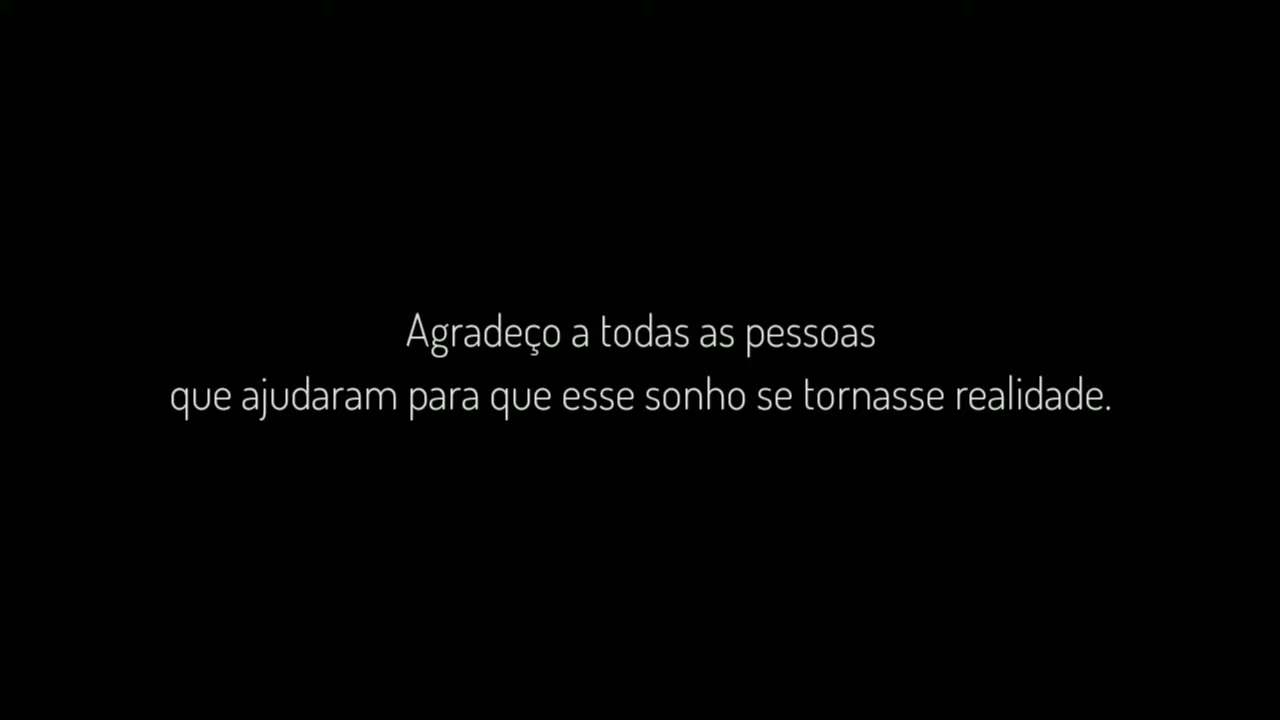 Agradeço a todas as pessoas
que ajudaram para que esse sonho se tornasse realidade.